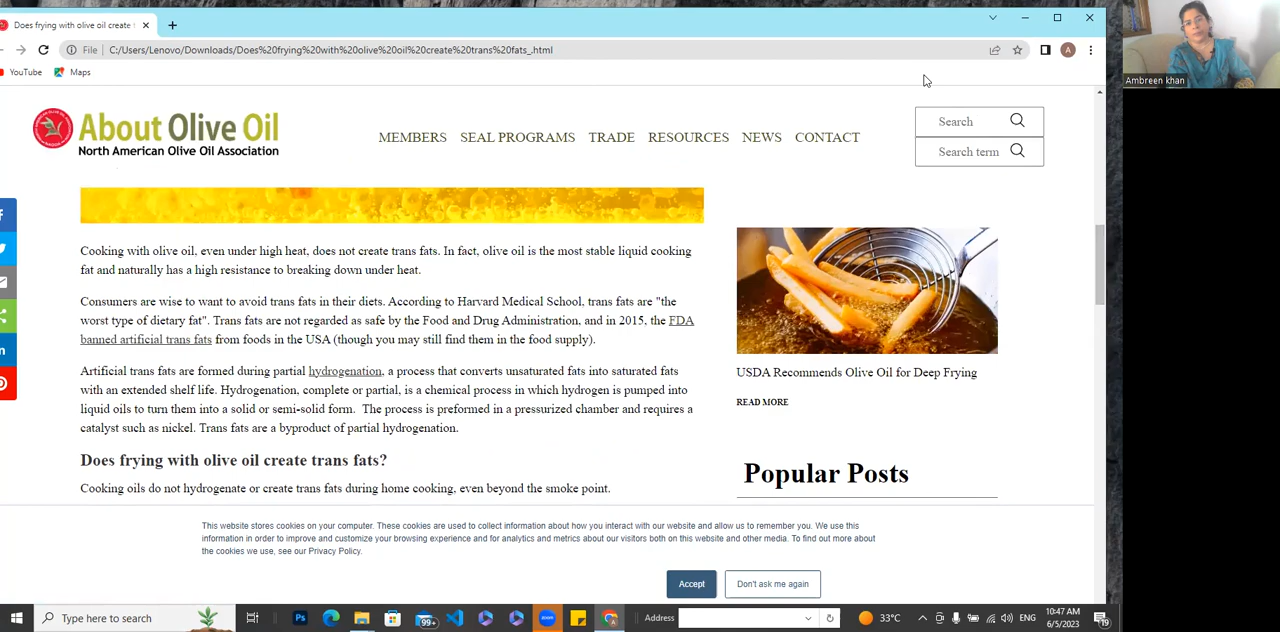 Does frying with olive oil create
File C:/Users/Lenovo/Downloads/Does%20frying%20with%20olive%20oil%20create%20trans%20fats_.html
A
YouTube Maps
Ambreen khan
About Olive Oil
North American Olive Oil Association
MEMBERS SEAL PROGRAMS TRADE RESOURCES NEWS CONTACT
Search
Search term
Cooking with olive oil, even under high heat, does not create trans fats. In fact, olive oil is the most stable liquid cooking
fat and naturally has a high resistance to breaking down under heat.
Consumers are wise to want to avoid trans fats in their diets. According to Harvard Medical School, trans fats are "the
worst type of dietary fat". Trans fats are not regarded as safe by the Food and Drug Administration, and in 2015, the FDA
banned artificial trans fats from foods in the USA (though you may still find them in the food supply).
Artificial trans fats are formed during partial hydrogenation, a process that converts unsaturated fats into saturated fats
with an extended shelf life. Hydrogenation, complete or partial, is a chemical process in which hydrogen is pumped into
liquid oils to turn them into a solid or semi-solid form. The process is preformed in a pressurized chamber and requires a
catalyst such as nickel. Trans fats are a byproduct of partial hydrogenation.
Does frying with olive oil create trans fats?
Cooking oils do not hydrogenate or create trans fats during home cooking, even beyond the smoke point.
USDA Recommends Olive Oil for Deep Frying
READ MORE
Popular Posts
This website stores cookies on your computer. These cookies are used to collect information about how you interact with our website and allow us to remember you. We use this
information in order to improve and customize your browsing experience and for analytics and metrics about our visitors both on this website and other media. To find out more about
the cookies we use, see our Privacy Policy.
Accept Don't ask me again
Type here to search Ps 99+ zoom Address 33°C ENG 10:47 AM
6/5/2023
19